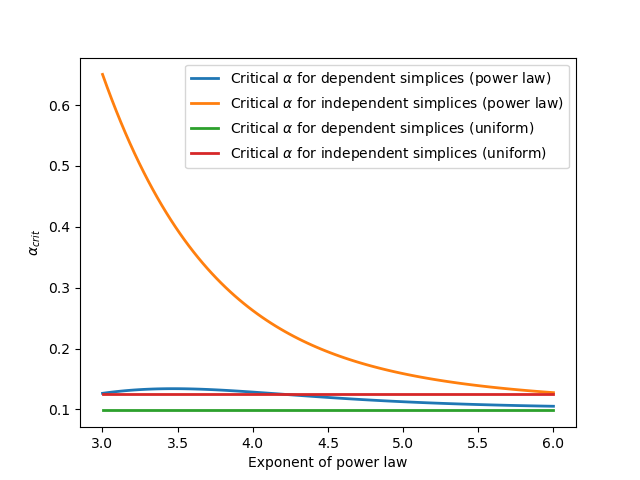 Critical α for dependent simplices (power law)
Critical α for independent simplices (power law)
Critical α for dependent simplices (uniform)
Critical α for independent simplices (uniform)
0.6
0.5
0.4
0.3
0.2
0.1
α_crit
3.0 3.5 4.0 4.5 5.0 5.5 6.0
Exponent of power law